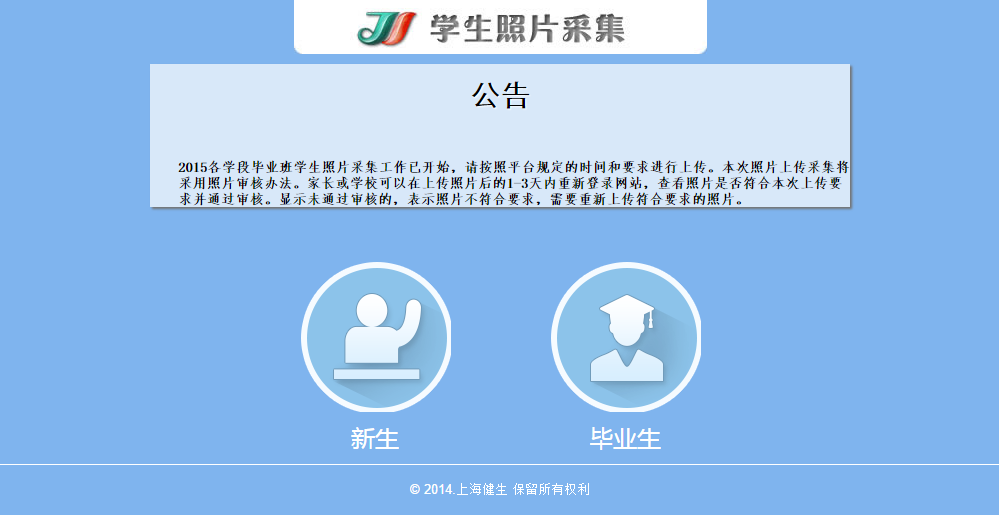 学生照片采集
公告
2015各学段毕业班学生照片采集工作已开始，请按照平台规定的时间和要求进行上传。本次照片上传采集将
采用照片审核办法。家长或学校可以在上传照片后的1-3天内重新登录网站，查看照片是否符合本次上传要
求并通过审核。显示未通过审核的，表示照片不符合要求，需要重新上传符合要求的照片。
新生
毕业生
© 2014.上海健生 保留所有权利